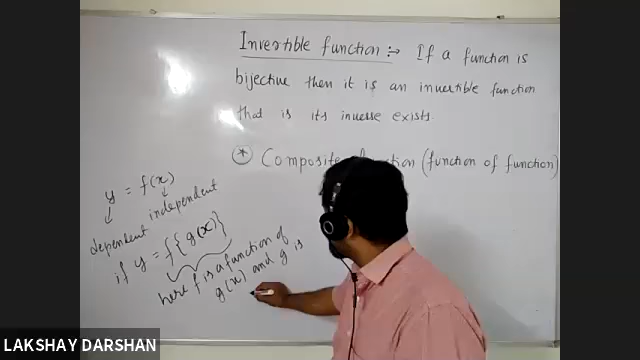 Invertible function :- If a function is
bijective then it is an invertible function
that is its inverse exists.
* Composite function (function of function)
y = f(x)
dependent independent
if y = f{g(x)}
here f is a function of
g(x) and g is
LAKSHAY DARSHAN